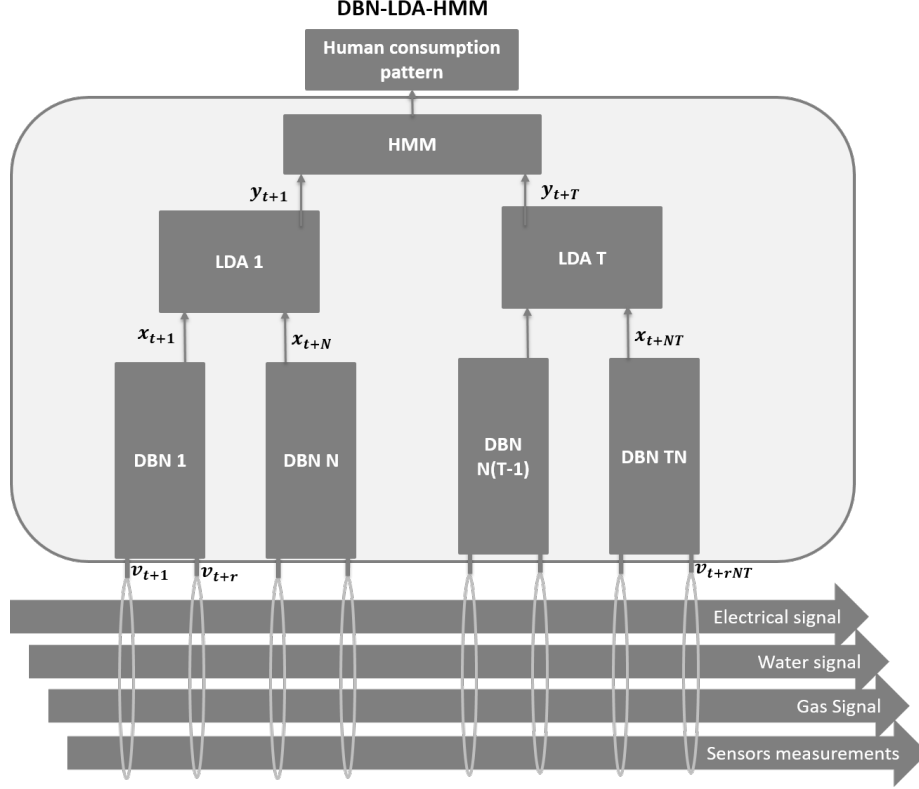 DBN-LDA-HMM
Human consumption
pattern
HMM
y_{t+1}
y_{t+T}
LDA 1
LDA T
x_{t+1}
x_{t+N}
x_{t+NT}
DBN 1
DBN N
DBN
N(T-1)
DBN TN
v_{t+1}
v_{t+r}
v_{t+rNT}
Electrical signal
Water signal
Gas Signal
Sensors measurements